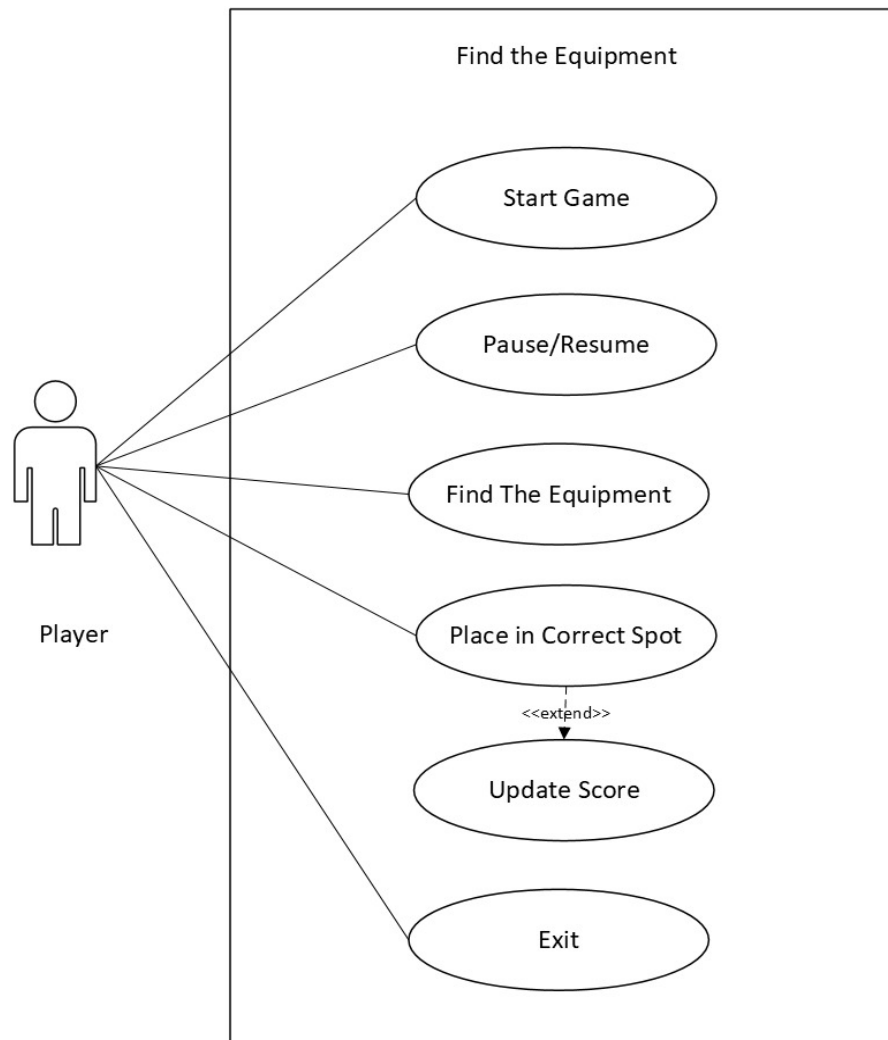 Find the Equipment
Start Game
Pause/Resume
Find The Equipment
Place in Correct Spot
Player
<<extend>>
Update Score
Exit